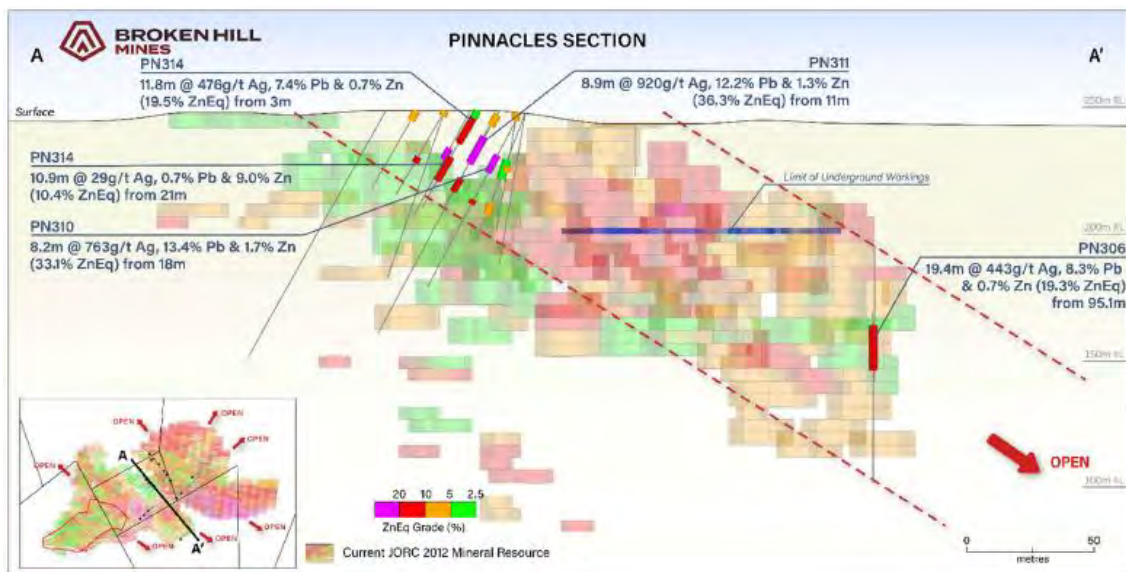 BROKEN HILL
MINES
PINNACLES SECTION
A
A'
PN314
11.8m @ 476g/t Ag, 7.4% Pb & 0.7% Zn
(19.5% ZnEq) from 3m
PN311
8.9m @ 920g/t Ag, 12.2% Pb & 1.3% Zn
(36.3% ZnEq) from 11m
Surface
250m RL
PN314
10.9m @ 29g/t Ag, 0.7% Pb & 9.0% Zn
(10.4% ZnEq) from 21m
Limit of Underground Workings
PN310
8.2m @ 763g/t Ag, 13.4% Pb & 1.7% Zn
(33.1% ZnEq) from 18m
200m RL
PN306
19.4m @ 443g/t Ag, 8.3% Pb
& 0.7% Zn (19.3% ZnEq)
from 95.1m
150m RL
OPEN
OPEN
OPEN
OPEN
A
A'
OPEN
OPEN
OPEN
20 10 5 2.5
ZnEq Grade (%)
Current JORC 2012 Mineral Resource
OPEN
100m RL
0 50
metres